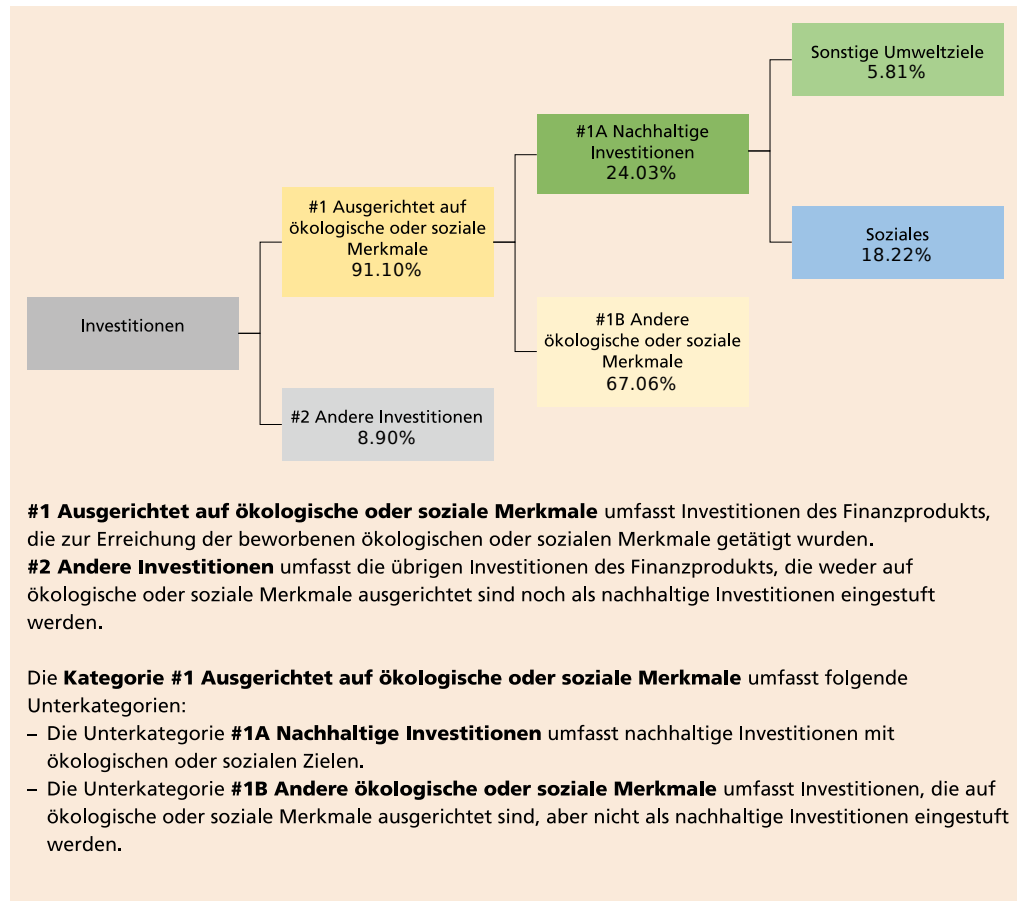 Sonstige Umweltziele
5.81%
#1A Nachhaltige
Investitionen
24.03%
#1 Ausgerichtet auf
ökologische oder soziale
Merkmale
91.10%
Soziales
18.22%
Investitionen
#1B Andere
ökologische oder soziale
Merkmale
67.06%
#2 Andere Investitionen
8.90%
#1 Ausgerichtet auf ökologische oder soziale Merkmale umfasst Investitionen des Finanzprodukts,
die zur Erreichung der beworbenen ökologischen oder sozialen Merkmale getätigt wurden.
#2 Andere Investitionen umfasst die übrigen Investitionen des Finanzprodukts, die weder auf
ökologische oder soziale Merkmale ausgerichtet sind noch als nachhaltige Investitionen eingestuft
werden.
Die Kategorie #1 Ausgerichtet auf ökologische oder soziale Merkmale umfasst folgende
Unterkategorien:
– Die Unterkategorie #1A Nachhaltige Investitionen umfasst nachhaltige Investitionen mit
ökologischen oder sozialen Zielen.
– Die Unterkategorie #1B Andere ökologische oder soziale Merkmale umfasst Investitionen, die auf
ökologische oder soziale Merkmale ausgerichtet sind, aber nicht als nachhaltige Investitionen eingestuft
werden.